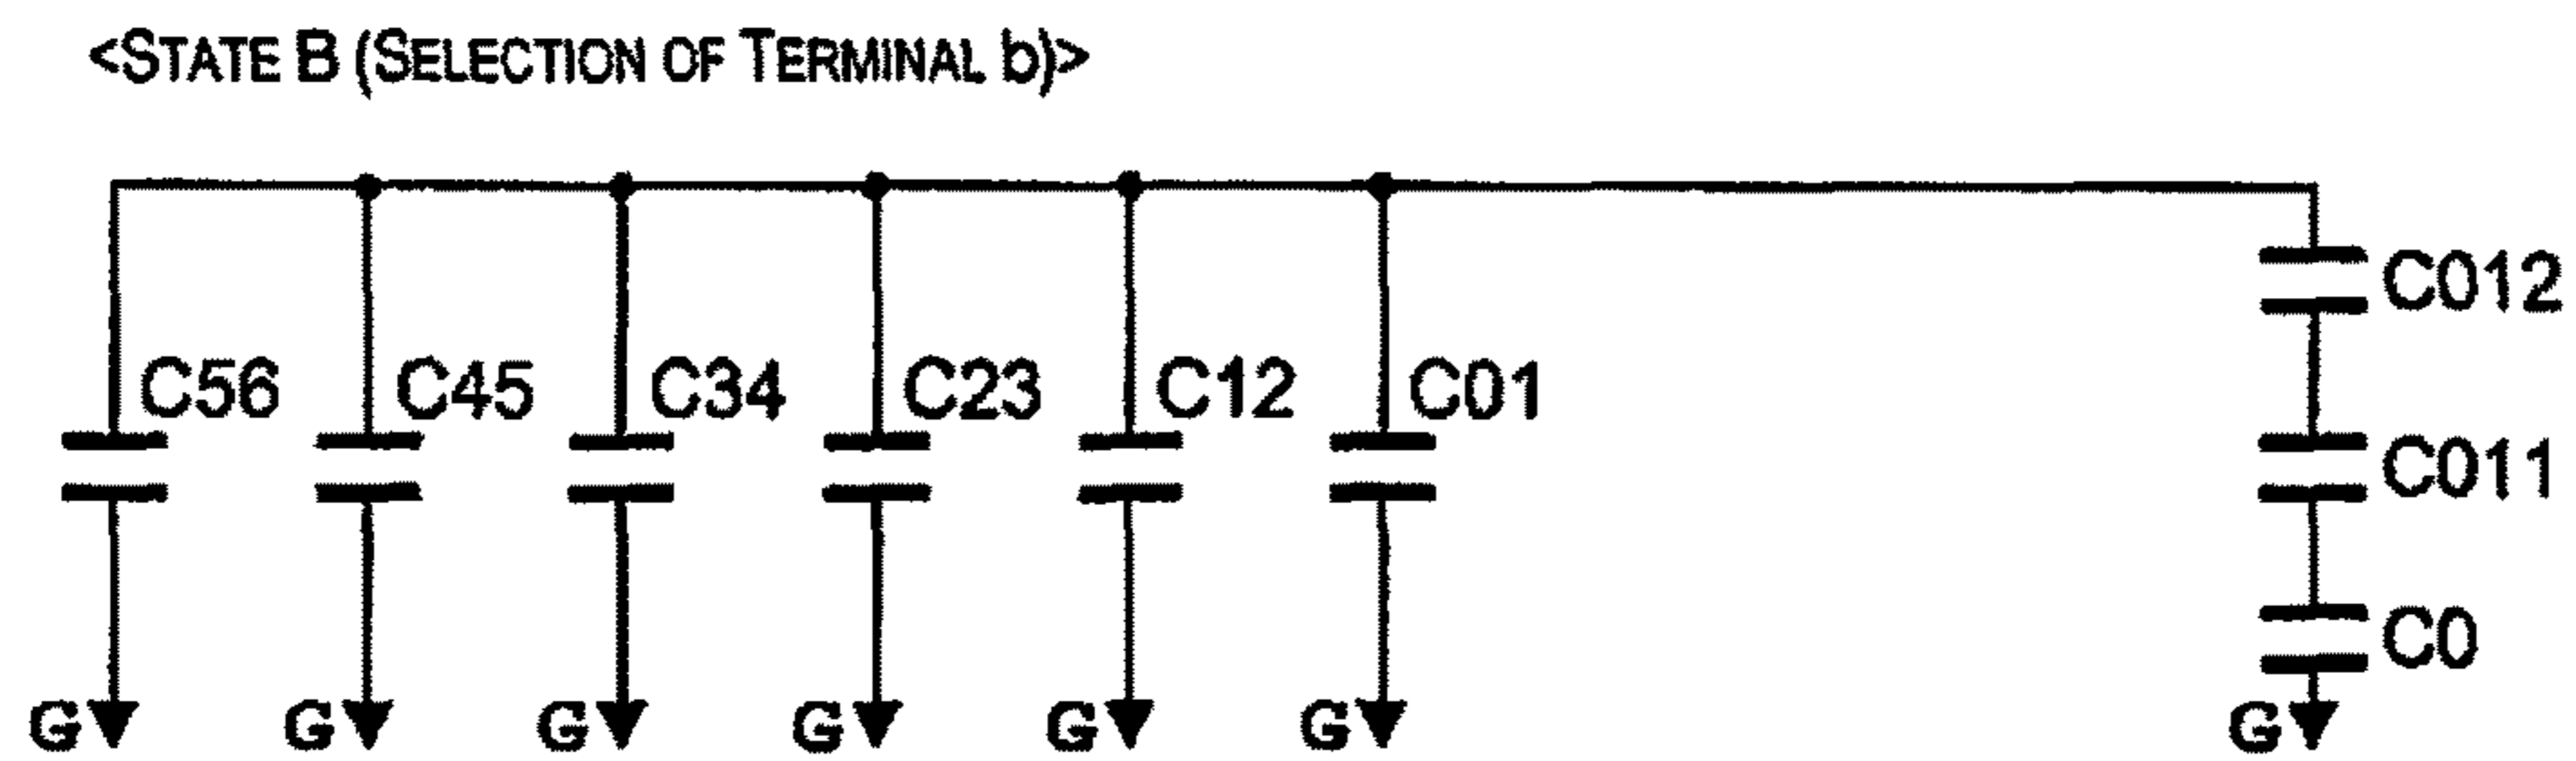 <STATE B (SELECTION OF TERMINAL b)>
C012
C56 C45 C34 C23 C12 C01
C011
C0
G G G G G G G